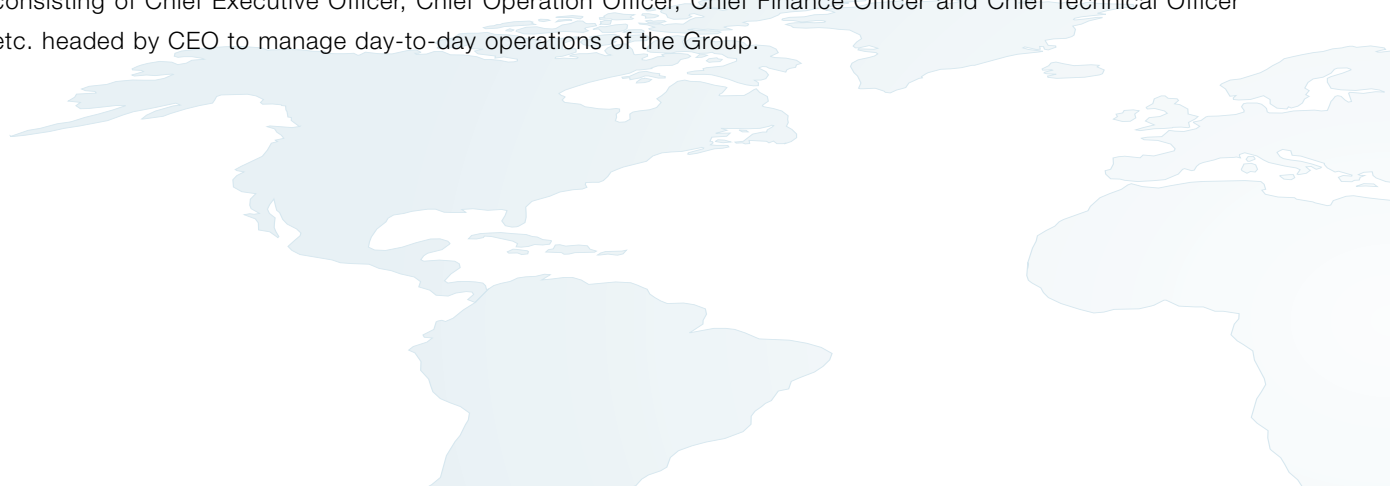 consisting of Chief Executive Officer, Chief Operation Officer, Chief Finance Officer and Chief Technical Officer
etc. headed by CEO to manage day-to-day operations of the Group.